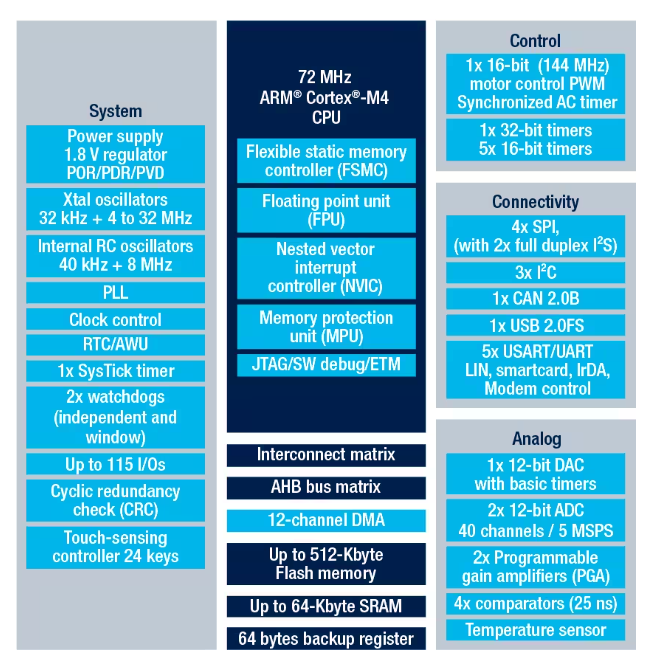 System
Power supply
1.8 V regulator
POR/PDR/PVD
Xtal oscillators
32 kHz + 4 to 32 MHz
Internal RC oscillators
40 kHz + 8 MHz
PLL
Clock control
RTC/AWU
1x SysTick timer
2x watchdogs
(independent and
window)
Up to 115 I/Os
Cyclic redundancy
check (CRC)
Touch-sensing
controller 24 keys
72 MHz
ARM® Cortex®-M4
CPU
Flexible static memory
controller (FSMC)
Floating point unit
(FPU)
Nested vector
interrupt
controller (NVIC)
Memory protection
unit (MPU)
JTAG/SW debug/ETM
Interconnect matrix
AHB bus matrix
12-channel DMA
Up to 512-Kbyte
Flash memory
Up to 64-Kbyte SRAM
64 bytes backup register
Control
1x 16-bit (144 MHz)
motor control PWM
Synchronized AC timer
1x 32-bit timers
5x 16-bit timers
Connectivity
4x SPI,
(with 2x full duplex I²S)
3x I²C
1x CAN 2.0B
1x USB 2.0FS
5x USART/UART
LIN, smartcard, IrDA,
Modem control
Analog
1x 12-bit DAC
with basic timers
2x 12-bit ADC
40 channels / 5 MSPS
2x Programmable
gain amplifiers (PGA)
4x comparators (25 ns)
Temperature sensor